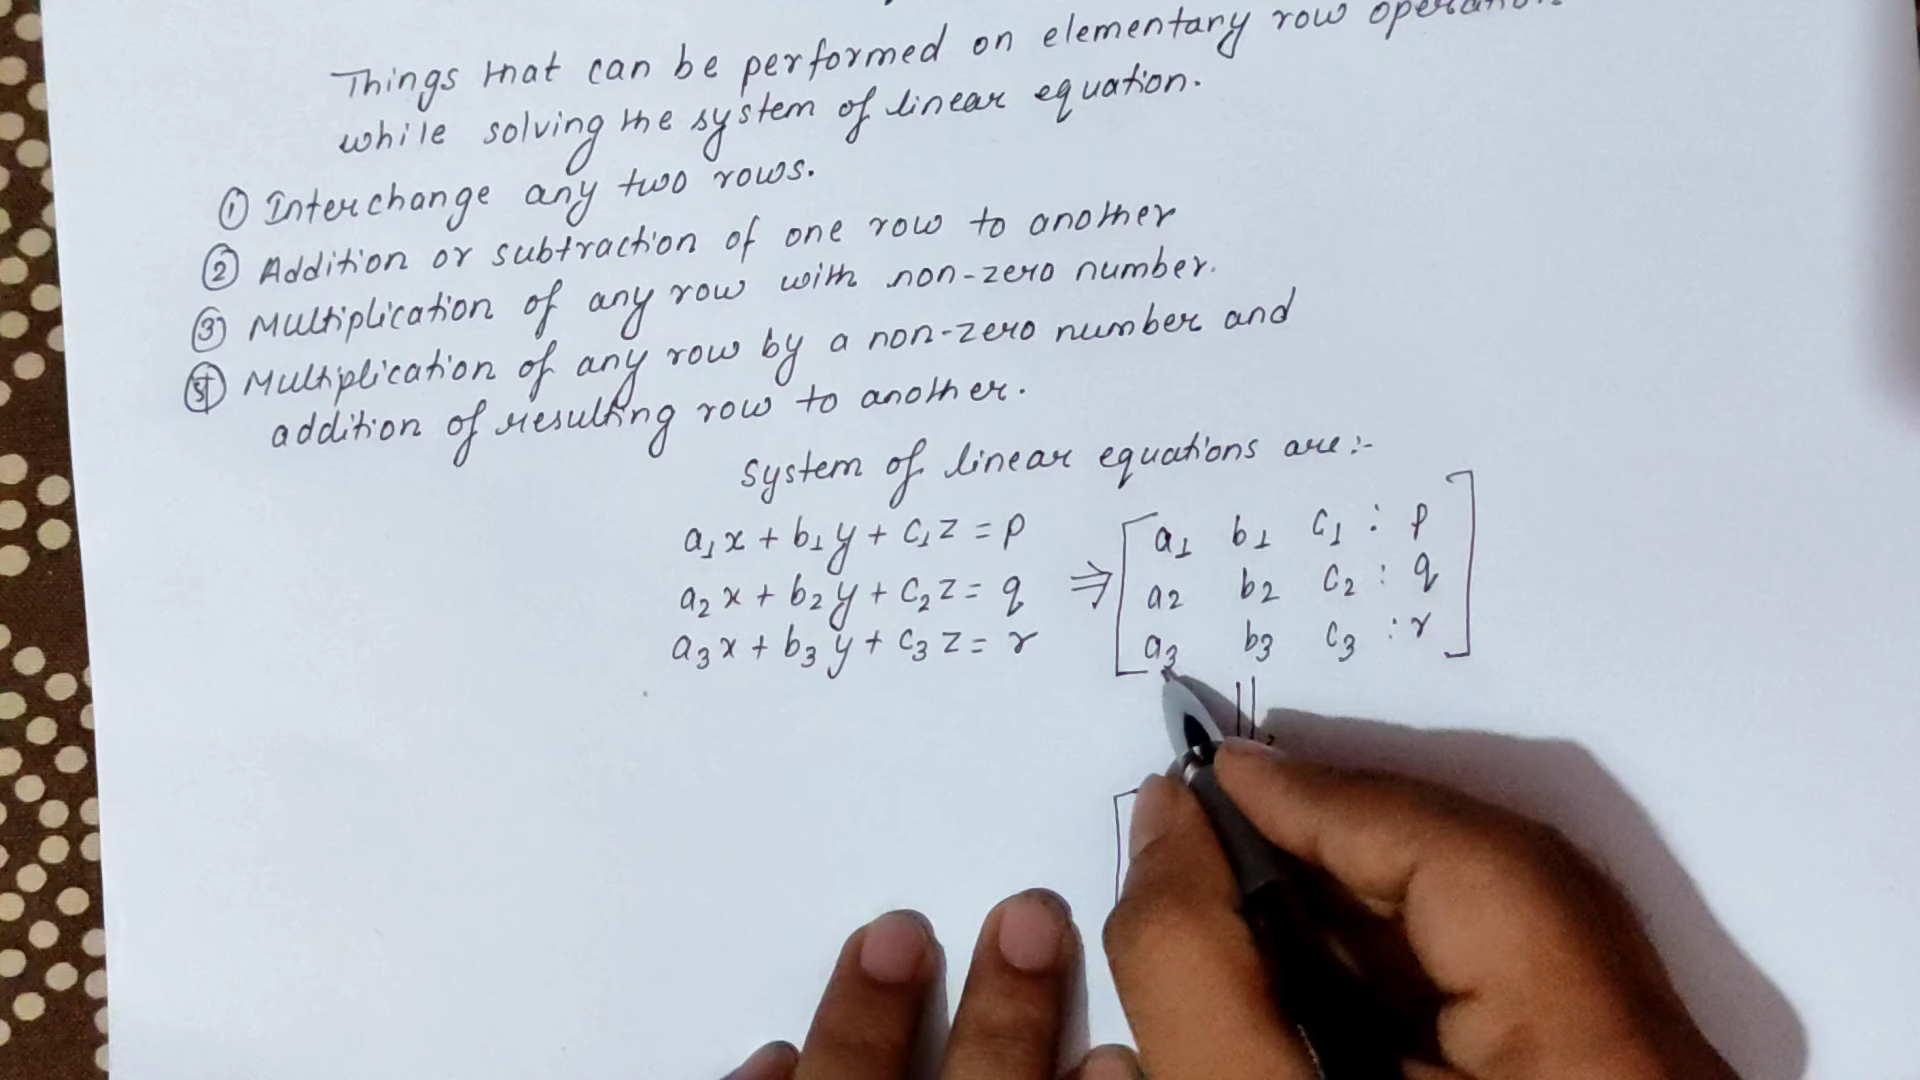 Things that can be performed on elementary row
while solving the system of linear equation.
① Interchange any two rows.
② Addition or subtraction of one row to another
③ Multiplication of any row with non-zero number.
Multiplication of any row by a non-zero number and
addition of resulting row to another.
System of linear equations are :-
a₁x + b₁y + c₁z = p ⇒ [ a₁ b₁ c₁ : p
a₂x + b₂y + c₂z = q a₂ b₂ c₂ : q
a₃x + b₃y + c₃z = r a₃ b₃ c₃ : r ]